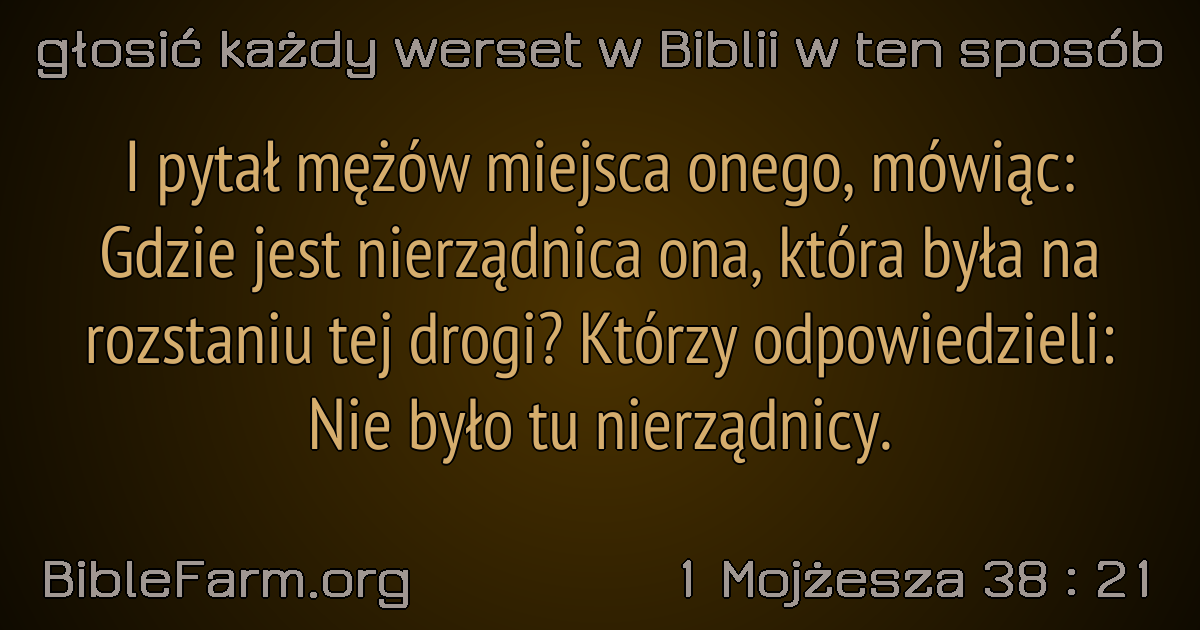 głosić każdy werset w Biblii w ten sposób
I pytał mężów miejsca onego, mówiąc:
Gdzie jest nierządnica ona, która była na
rozstaniu tej drogi? Którzy odpowiedzieli:
Nie było tu nierządnicy.
BibleFarm.org
1 Mojżesza 38 : 21